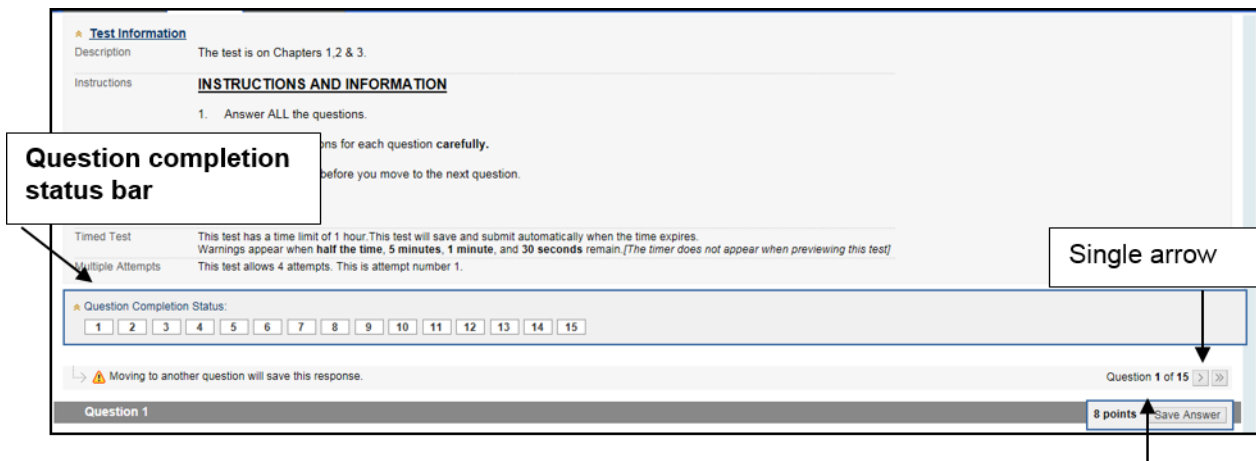 Test Information
Description The test is on Chapters 1,2 & 3.
Instructions INSTRUCTIONS AND INFORMATION
1. Answer ALL the questions.
ons for each question carefully.
before you move to the next question.
Question completion
status bar
Timed Test This test has a time limit of 1 hour.This test will save and submit automatically when the time expires.
Warnings appear when half the time, 5 minutes, 1 minute, and 30 seconds remain.[The timer does not appear when previewing this test]
Multiple Attempts This test allows 4 attempts. This is attempt number 1.
Single arrow
Question Completion Status:
1 2 3 4 5 6 7 8 9 10 11 12 13 14 15
Moving to another question will save this response. Question 1 of 15 > >>
Question 1 8 points Save Answer